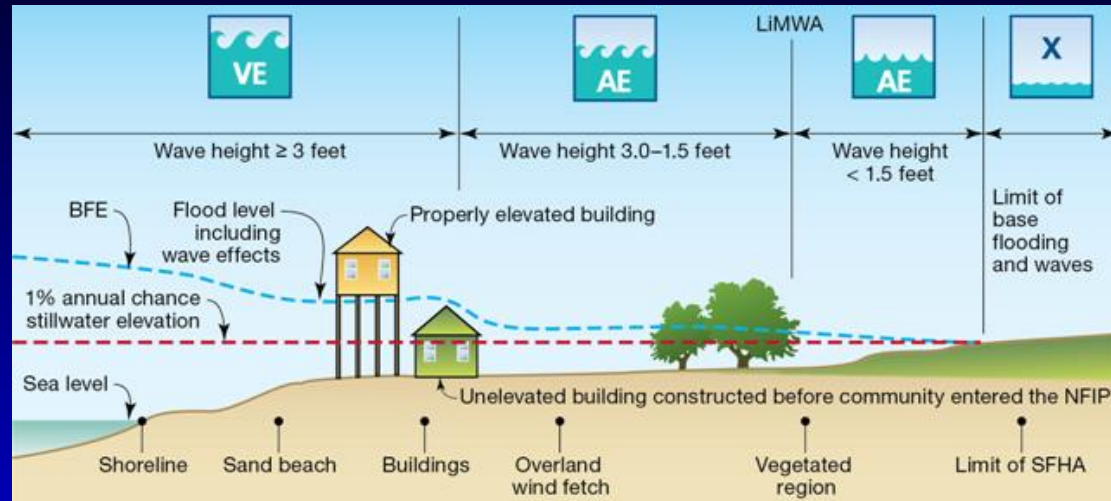 LiMWA
VE
AE
AE
X
Wave height ≥ 3 feet
Wave height 3.0–1.5 feet
Wave height
< 1.5 feet
Limit of
base
flooding
and waves
BFE
Flood level
including
wave effects
Properly elevated building
1% annual chance
stillwater elevation
Sea level
Unelevated building constructed before community entered the NFIP
Shoreline
Sand beach
Buildings
Overland
wind fetch
Vegetated
region
Limit of SFHA